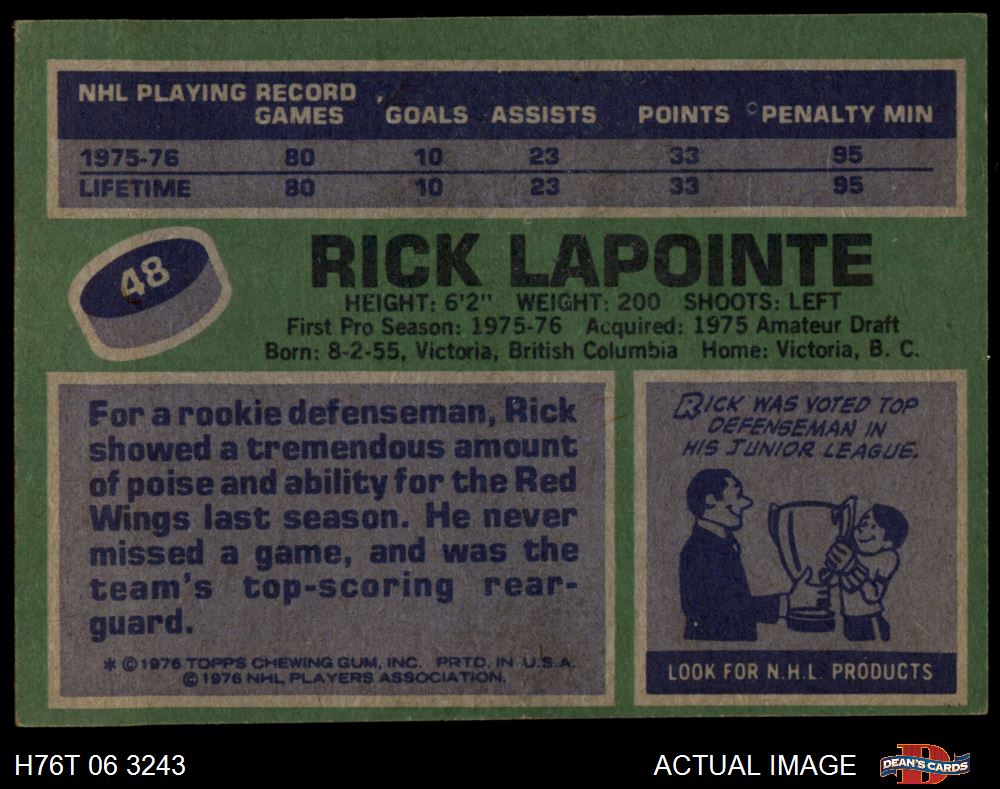 NHL PLAYING RECORD
GAMES GOALS ASSISTS POINTS PENALTY MIN
1975-76 80 10 23 33 95
LIFETIME 80 10 23 33 95
48
RICK LAPOINTE
HEIGHT: 6'2" WEIGHT: 200 SHOOTS: LEFT
First Pro Season: 1975-76 Acquired: 1975 Amateur Draft
Born: 8-2-55, Victoria, British Columbia Home: Victoria, B. C.
For a rookie defenseman, Rick
showed a tremendous amount
of poise and ability for the Red
Wings last season. He never
missed a game, and was the
team's top-scoring rear-
guard.
* © 1976 TOPPS CHEWING GUM, INC. PRTD. IN U.S.A.
© 1976 NHL PLAYERS ASSOCIATION.
RICK WAS VOTED TOP
DEFENSEMAN IN
HIS JUNIOR LEAGUE.
LOOK FOR N.H.L. PRODUCTS
H76T 06 3243
ACTUAL IMAGE
D
DEAN'S CARDS